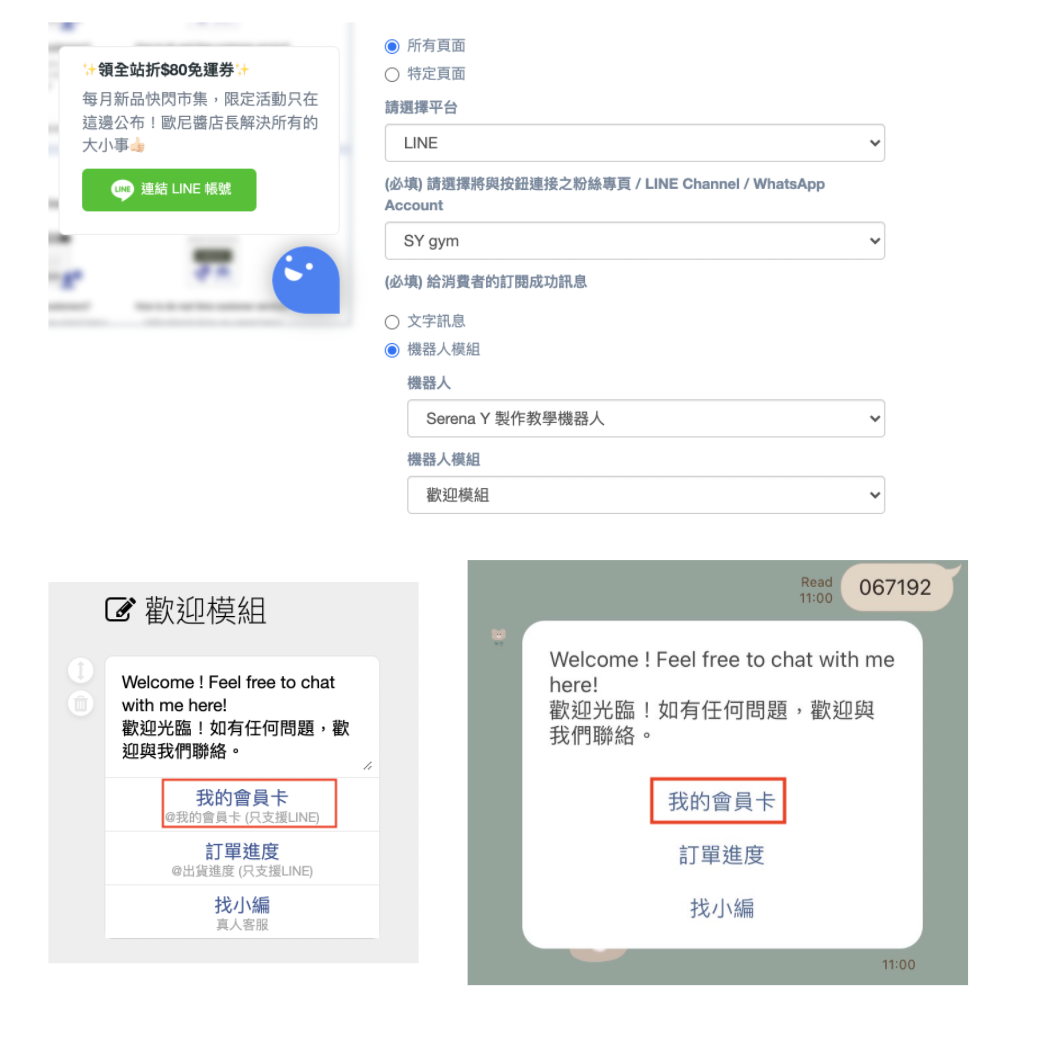 ✨領全站折$80免運券✨
每月新品快閃市集，限定活動只在
這邊公布！歐尼醬店長解決所有的
大小事👍🏻
LINE 連結 LINE 帳號
所有頁面
特定頁面
請選擇平台
LINE
(必填) 請選擇將與按鈕連接之粉絲專頁 / LINE Channel / WhatsApp
Account
SY gym
(必填) 給消費者的訂閱成功訊息
文字訊息
機器人模組
機器人
Serena Y 製作教學機器人
機器人模組
歡迎模組
歡迎模組
Welcome ! Feel free to chat
with me here!
歡迎光臨！如有任何問題，歡
迎與我們聯絡。
我的會員卡
@我的會員卡 (只支援LINE)
訂單進度
@出貨進度 (只支援LINE)
找小編
真人客服
Read
11:00
067192
Welcome ! Feel free to chat with me
here!
歡迎光臨！如有任何問題，歡迎與
我們聯絡。
我的會員卡
訂單進度
找小編
11:00